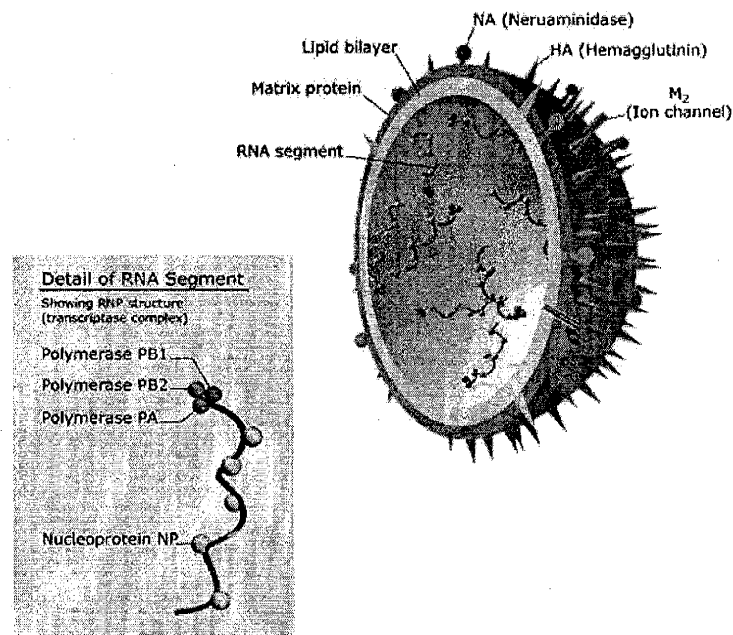 NA (Neruaminidase)
Lipid bilayer
HA (Hemagglutinin)
Matrix protein
M2
(Ion channel)
RNA segment
Detail of RNA Segment
Showing RNP structure
(transcriptase complex)
Polymerase PB1
Polymerase PB2
Polymerase PA
Nucleoprotein NP